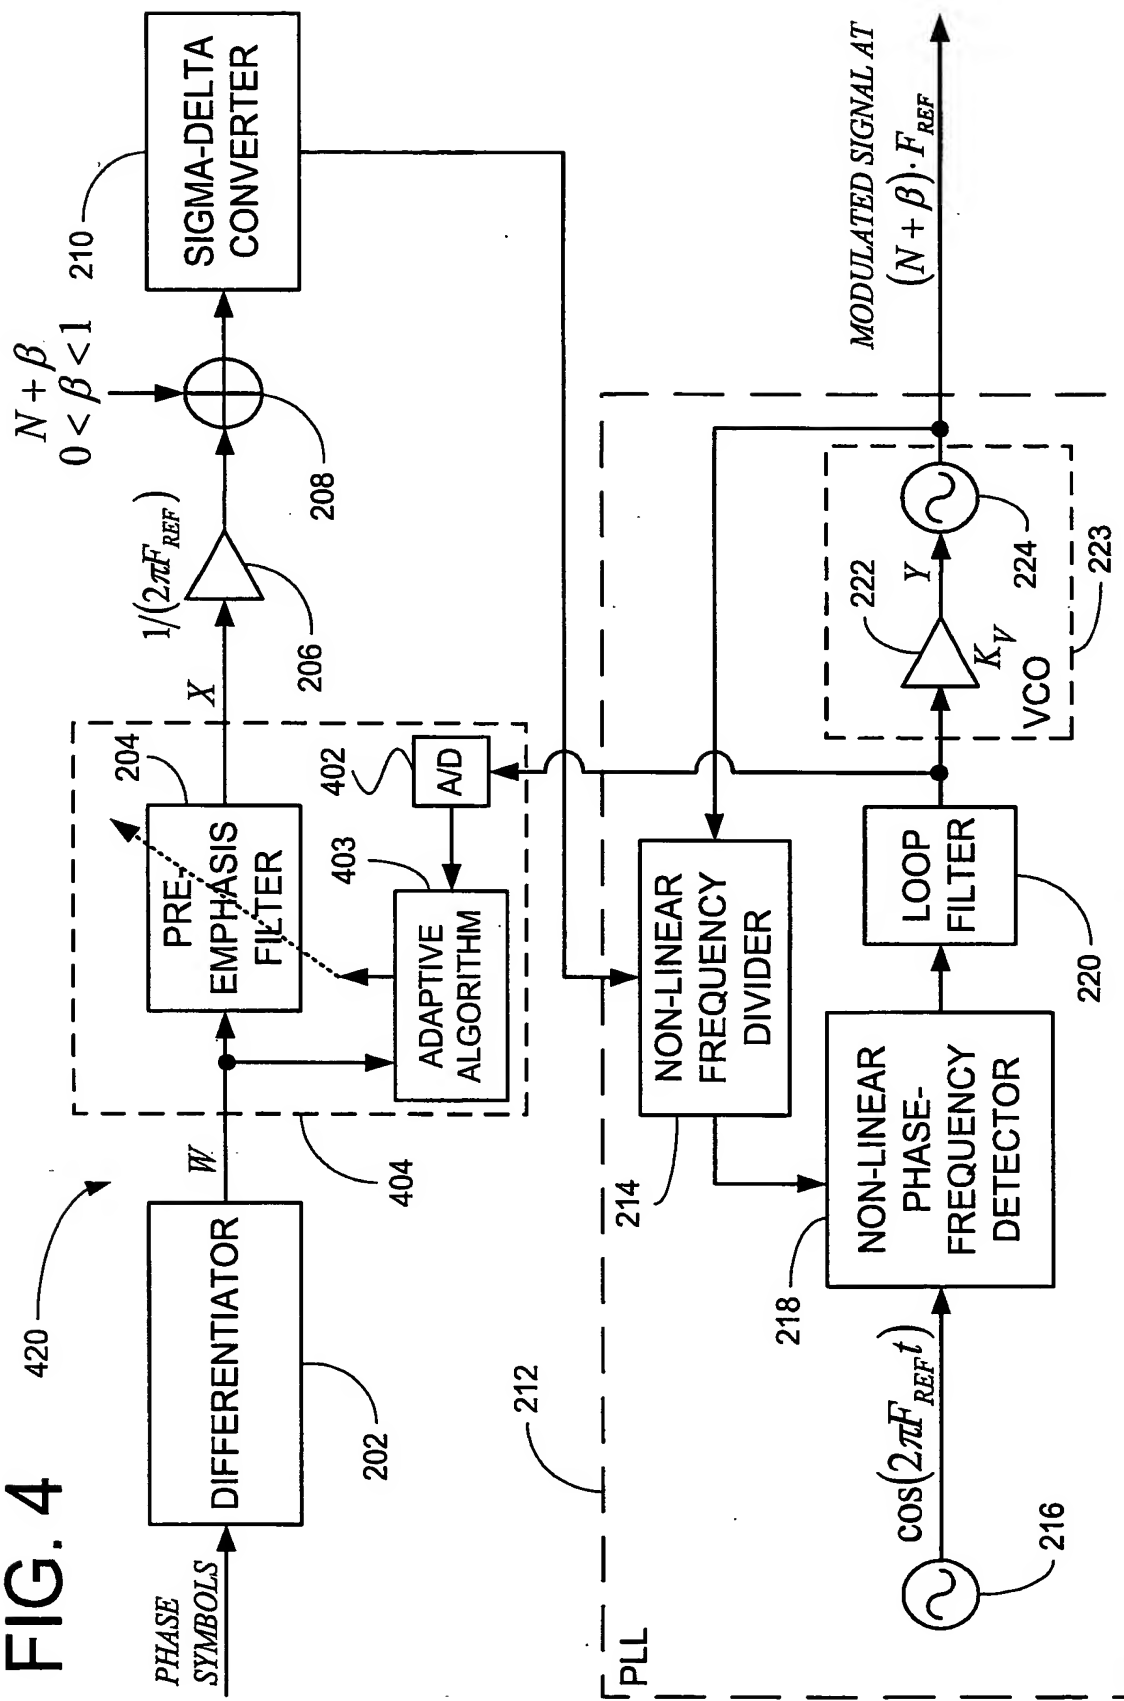 FIG. 4
420
PHASE
SYMBOLS
DIFFERENTIATOR
202
W
404
PRE-
EMPHASIS
FILTER
204
ADAPTIVE
ALGORITHM
403
A/D
402
X
1/(2πF_REF)
206
N + β
0 < β < 1
208
SIGMA-DELTA
CONVERTER
210
PLL
212
216
cos(2πF_REF t)
NON-LINEAR
PHASE-
FREQUENCY
DETECTOR
218
NON-LINEAR
FREQUENCY
DIVIDER
214
LOOP
FILTER
220
VCO
K_V
222
Y
224
223
MODULATED SIGNAL AT
(N + β)·F_REF